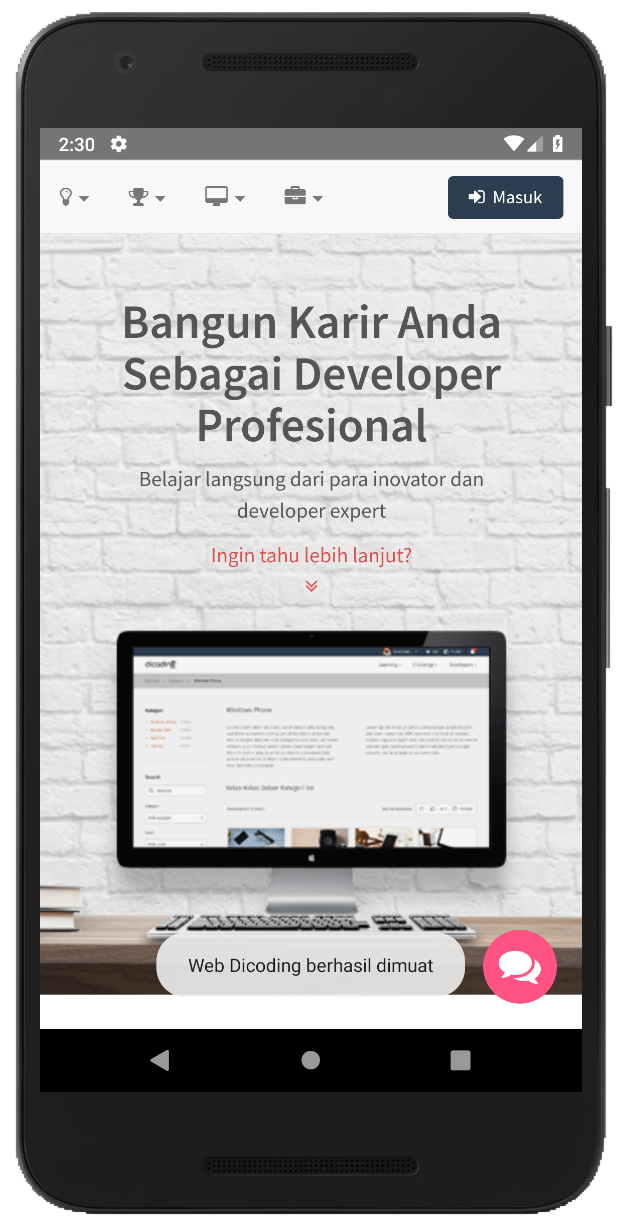 2:30
Masuk
Bangun Karir Anda
Sebagai Developer
Profesional
Belajar langsung dari para inovator dan
developer expert
Ingin tahu lebih lanjut?
dicoding
Learning
Challenge
Developers
Windows Phone
Kategori
Windows Phone
Search
Kelas-Kelas Dalam Kategori Ini
Web Dicoding berhasil dimuat